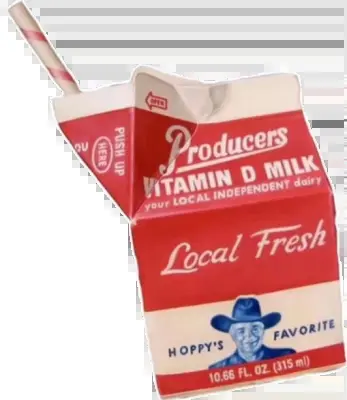 OPEN
Producers
VITAMIN D MILK
your LOCAL INDEPENDENT dairy
PUSH UP
HERE
Local Fresh
HOPPY'S FAVORITE
10.66 FL. OZ. (315 ml)